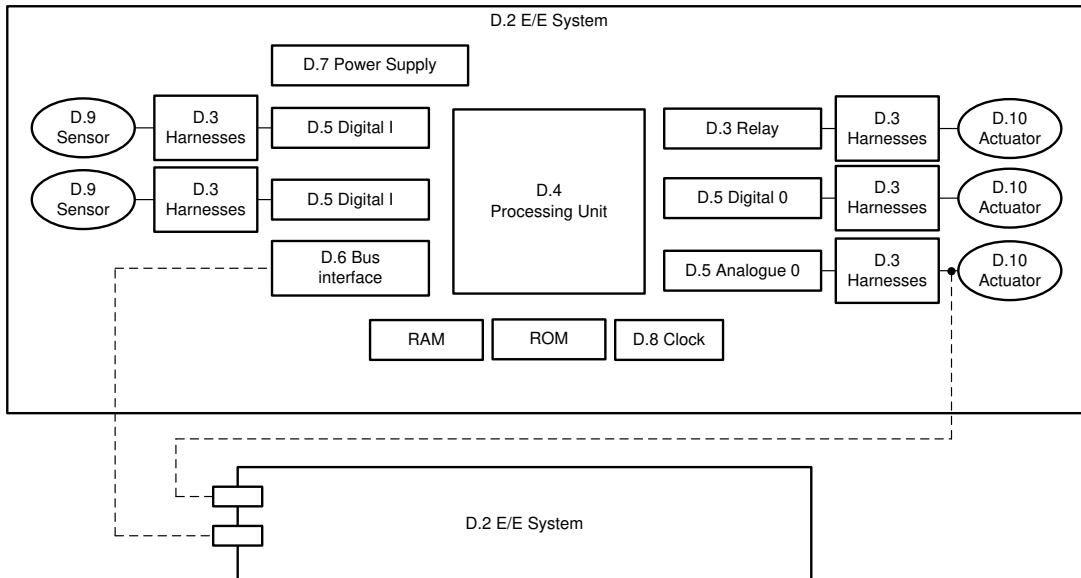 D.2 E/E System
D.7 Power Supply
D.9
Sensor
D.3
Harnesses
D.5 Digital I
D.9
Sensor
D.3
Harnesses
D.5 Digital I
D.6 Bus
interface
D.4
Processing Unit
D.3 Relay
D.3
Harnesses
D.10
Actuator
D.5 Digital 0
D.3
Harnesses
D.10
Actuator
D.5 Analogue 0
D.3
Harnesses
D.10
Actuator
RAM
ROM
D.8 Clock
D.2 E/E System